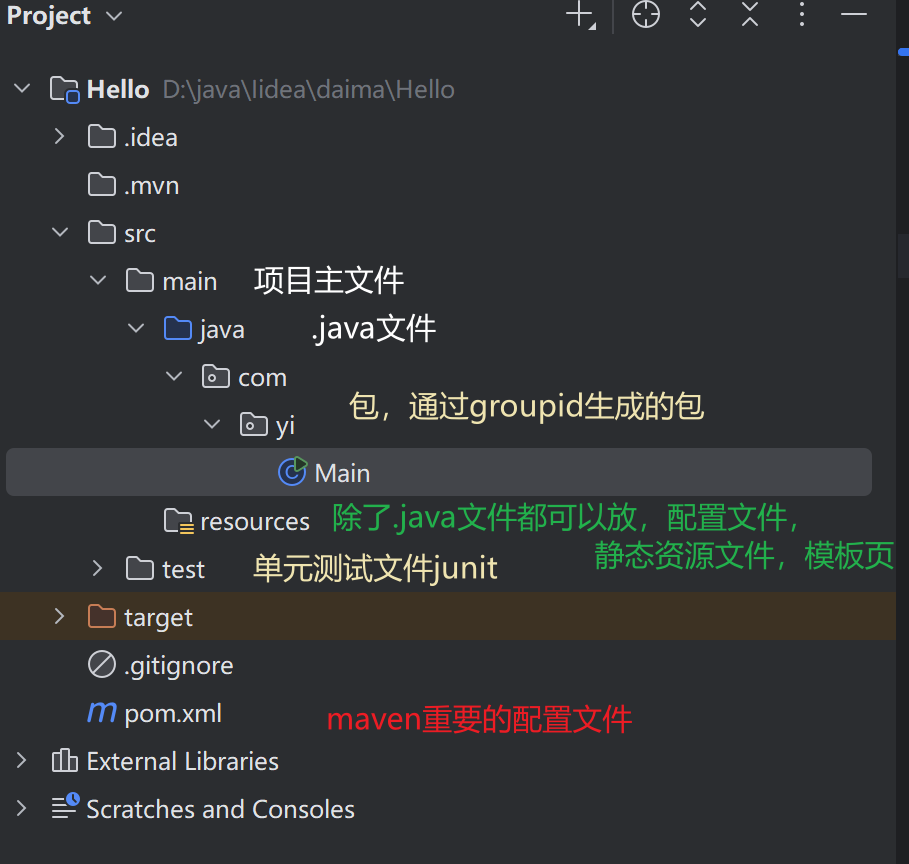 Project
Hello D:\java\Iidea\daima\Hello
.idea
.mvn
src
main 项目主文件
java .java文件
com
包，通过groupid生成的包
yi
Main
resources 除了.java文件都可以放，配置文件，
静态资源文件，模板页
test 单元测试文件junit
target
.gitignore
pom.xml maven重要的配置文件
External Libraries
Scratches and Consoles